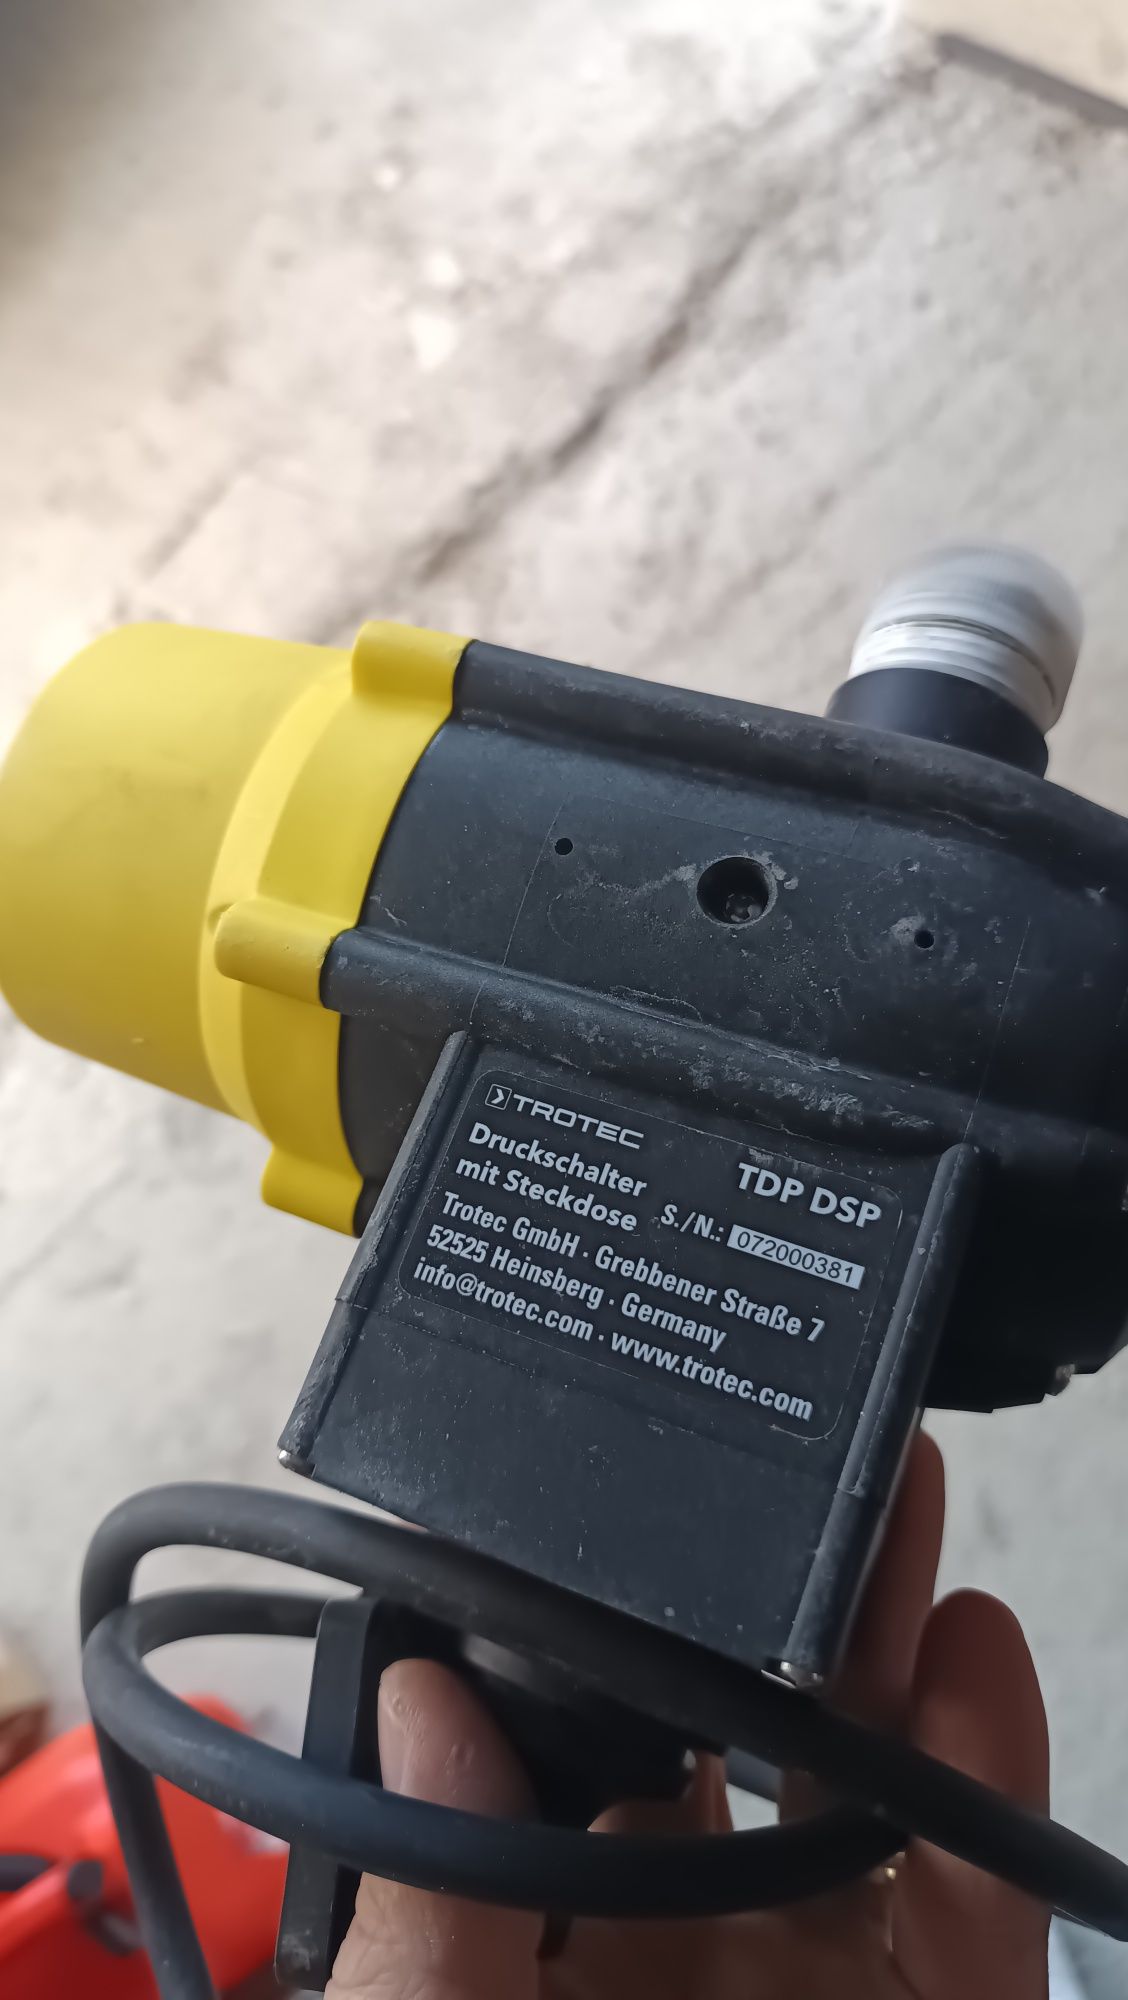 TROTEC
Druckschalter
mit Steckdose
TDP DSP
S./N.: 072000381
Trotec GmbH · Grebbener Straße 7
52525 Heinsberg · Germany
info@trotec.com · www.trotec.com